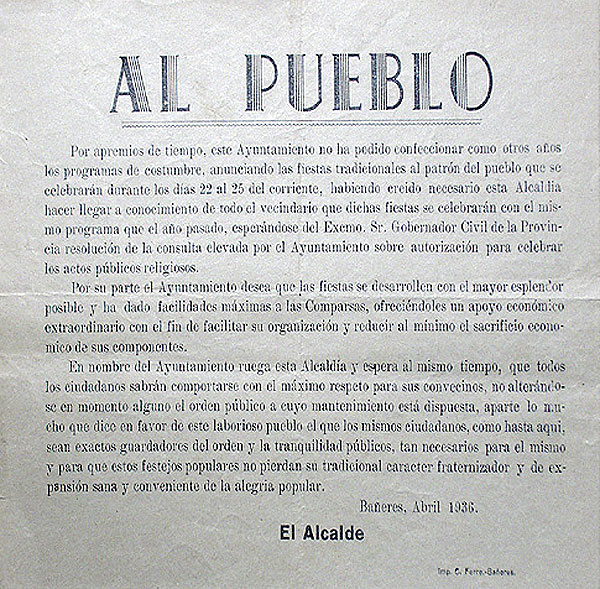 AL PUEBLO
Por apremios de tiempo, este Ayuntamiento no ha podido confeccionar como otros años
los programas de costumbre, anunciando las fiestas tradicionales al patrón del pueblo que se
celebrarán durante los días 22 al 25 del corriente, habiendo creido necesario esta Alcaldía
hacer llegar a conocimiento de todo el vecindario que dichas fiestas se celebrarán con el mis-
mo programa que el año pasado, esperándose del Exemo. Sr. Gobernador Civil de la Provin-
cia resolución de la consulta elevada por el Ayuntamiento sobre autorización para celebrar
los actos públicos religiosos.
Por su parte el Ayuntamiento desea que las fiestas se desarrollen con el mayor esplendor
posible y ha dado facilidades máximas a las Comparsas, ofreciéndoles un apoyo económico
extraordinario con el fin de facilitar su organización y reducir al mínimo el sacrificio econo-
mico de sus componentes.
En nombre del Ayuntamiento ruega esta Alcaldía y espera al mismo tiempo, que todos
los ciudadanos sabrán comportarse con el máximo respeto para sus convecinos, no alterándo-
se en momento alguno el orden público a cuyo mantenimiento está dispuesta, aparte lo mu-
cho que dice en favor de este laborioso pueblo el que los mismos ciudadanos, como hasta aqui,
sean exactos guardadores del orden y la tranquilidad públicos, tan necesarios para el mismo
y para que estos festejos populares no pierdan su tradicional caracter fraternizador y de ex-
pansión sana y conveniente de la alegria popular.
Bañeres, Abril 1936.
El Alcalde
Imp. C. Ferre.-Bañeres.